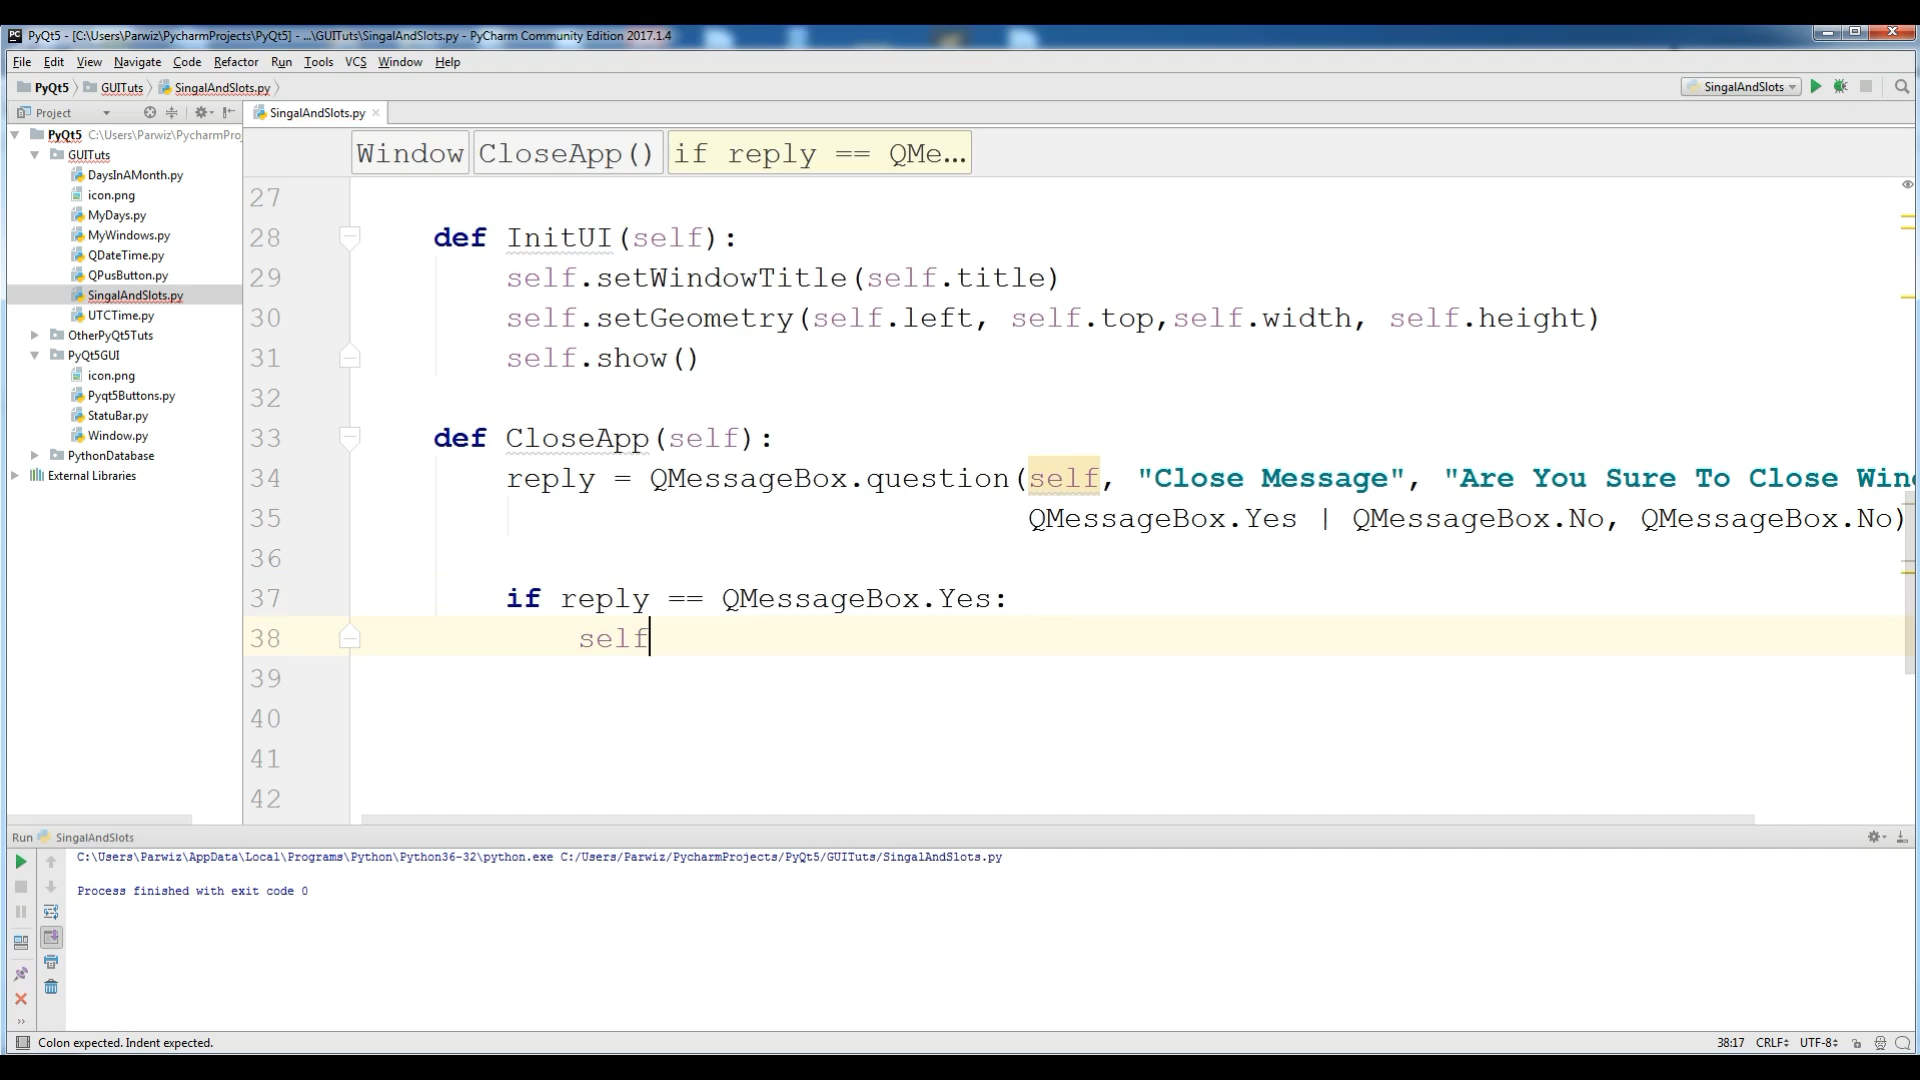 PyQt5 - [C:\Users\Parwiz\PycharmProjects\PyQt5] - ...\GUITuts\SingalAndSlots.py - PyCharm Community Edition 2017.1.4
File Edit View Navigate Code Refactor Run Tools VCS Window Help
PyQt5 GUITuts SingalAndSlots.py SingalAndSlots
Project SingalAndSlots.py
PyQt5 C:\Users\Parwiz\PycharmPro
GUITuts
DaysInAMonth.py
icon.png
MyDays.py
MyWindows.py
QDateTime.py
QPusButton.py
SingalAndSlots.py
UTCTime.py
OtherPyQt5Tuts
PyQt5GUI
icon.png
Pyqt5Buttons.py
StatuBar.py
Window.py
PythonDatabase
External Libraries
Window CloseApp() if reply == QMe...
27
28 def InitUI(self):
29 self.setWindowTitle(self.title)
30 self.setGeometry(self.left, self.top,self.width, self.height)
31 self.show()
32
33 def CloseApp(self):
34 reply = QMessageBox.question(self, "Close Message", "Are You Sure To Close Win
35 QMessageBox.Yes | QMessageBox.No, QMessageBox.No)
36
37 if reply == QMessageBox.Yes:
38 self
39
40
41
42
Run SingalAndSlots
C:\Users\Parwiz\AppData\Local\Programs\Python\Python36-32\python.exe C:/Users/Parwiz/PycharmProjects/PyQt5/GUITuts/SingalAndSlots.py
Process finished with exit code 0
Colon expected. Indent expected. 38:17 CRLF UTF-8